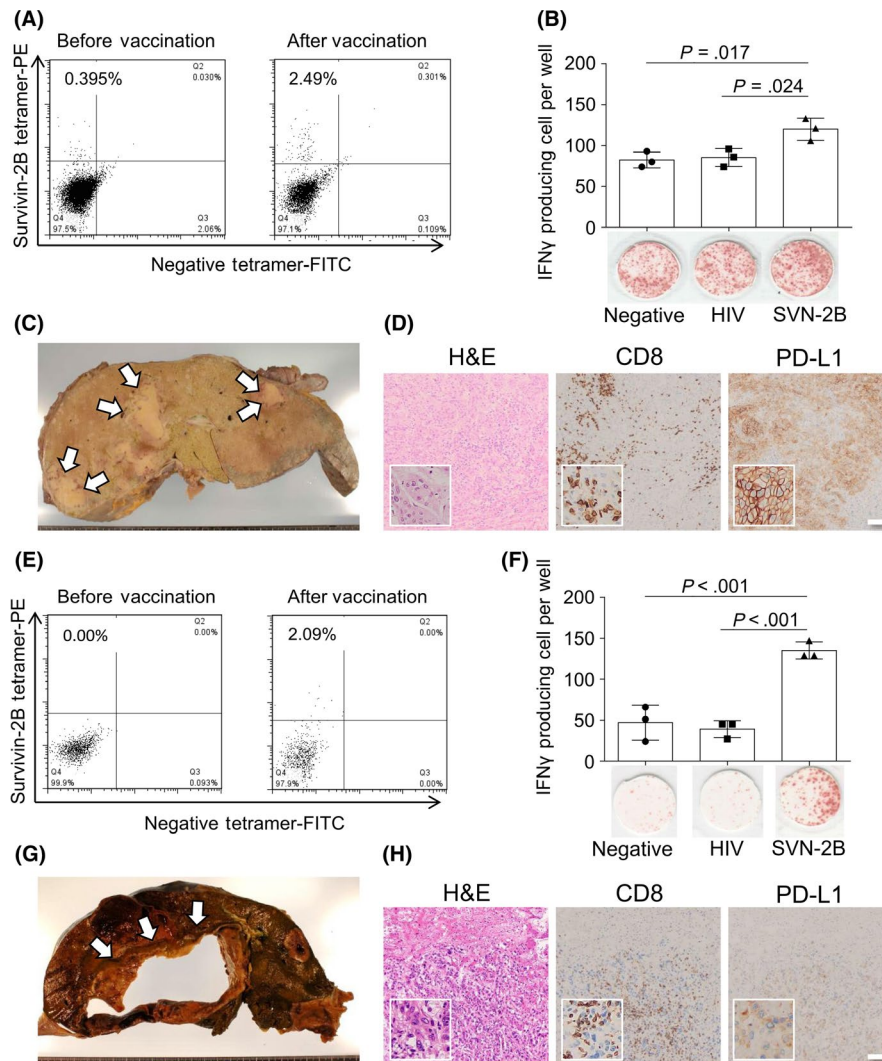 (A)
Before vaccination
After vaccination
Survivin-2B tetramer-PE
0.395%
Q2
0.030%
Q4
97.5%
Q3
2.06%
2.49%
Q2
0.301%
Q4
97.1%
Q3
0.109%
Negative tetramer-FITC
(B)
IFNγ producing cell per well
200
150
100
50
0
P = .017
P = .024
Negative
HIV
SVN-2B
(C)
(D)
H&E
CD8
PD-L1
(E)
Before vaccination
After vaccination
Survivin-2B tetramer-PE
0.00%
Q2
0.00%
Q4
99.9%
Q3
0.093%
2.09%
Q2
0.00%
Q4
97.9%
Q3
0.00%
Negative tetramer-FITC
(F)
IFNγ producing cell per well
200
150
100
50
0
P < .001
P < .001
Negative
HIV
SVN-2B
(G)
(H)
H&E
CD8
PD-L1